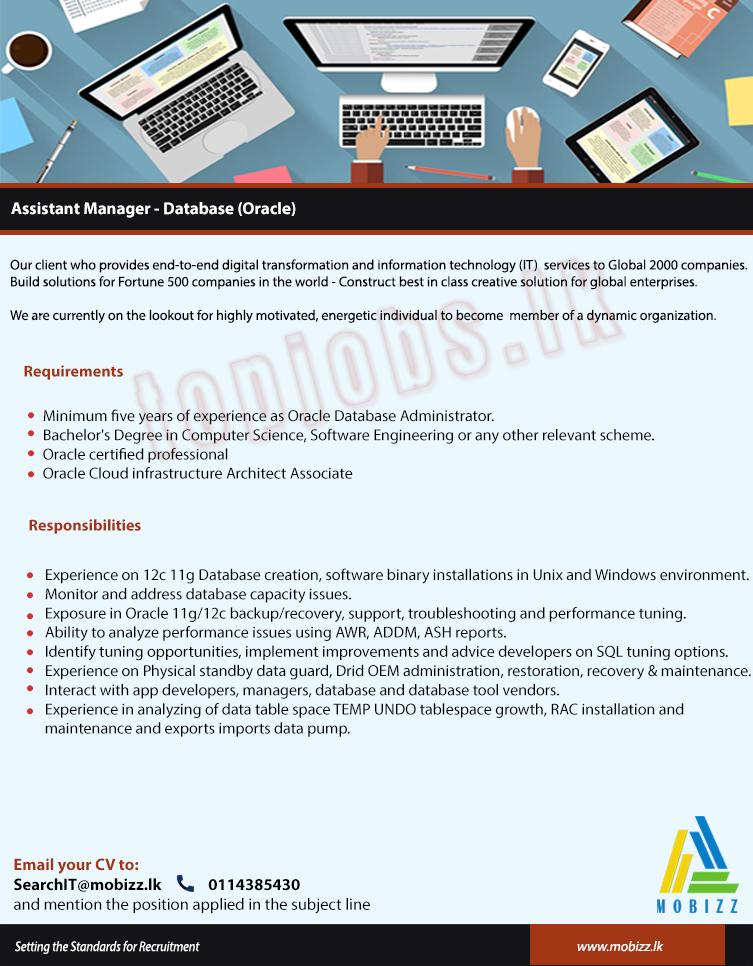 Assistant Manager - Database (Oracle)
Our client who provides end-to-end digital transformation and information technology (IT) services to Global 2000 companies.
Build solutions for Fortune 500 companies in the world - Construct best in class creative solution for global enterprises.
We are currently on the lookout for highly motivated, energetic individual to become member of a dynamic organization.
topjobs.lk
Requirements
• Minimum five years of experience as Oracle Database Administrator.
• Bachelor's Degree in Computer Science, Software Engineering or any other relevant scheme.
• Oracle certified professional
• Oracle Cloud infrastructure Architect Associate
Responsibilities
• Experience on 12c 11g Database creation, software binary installations in Unix and Windows environment.
• Monitor and address database capacity issues.
• Exposure in Oracle 11g/12c backup/recovery, support, troubleshooting and performance tuning.
• Ability to analyze performance issues using AWR, ADDM, ASH reports.
• Identify tuning opportunities, implement improvements and advice developers on SQL tuning options.
• Experience on Physical standby data guard, Drid OEM administration, restoration, recovery & maintenance.
• Interact with app developers, managers, database and database tool vendors.
• Experience in analyzing of data table space TEMP UNDO tablespace growth, RAC installation and
maintenance and exports imports data pump.
Email your CV to:
SearchIT@mobizz.lk 0114385430
and mention the position applied in the subject line
MOBIZZ
Setting the Standards for Recruitment
www.mobizz.lk